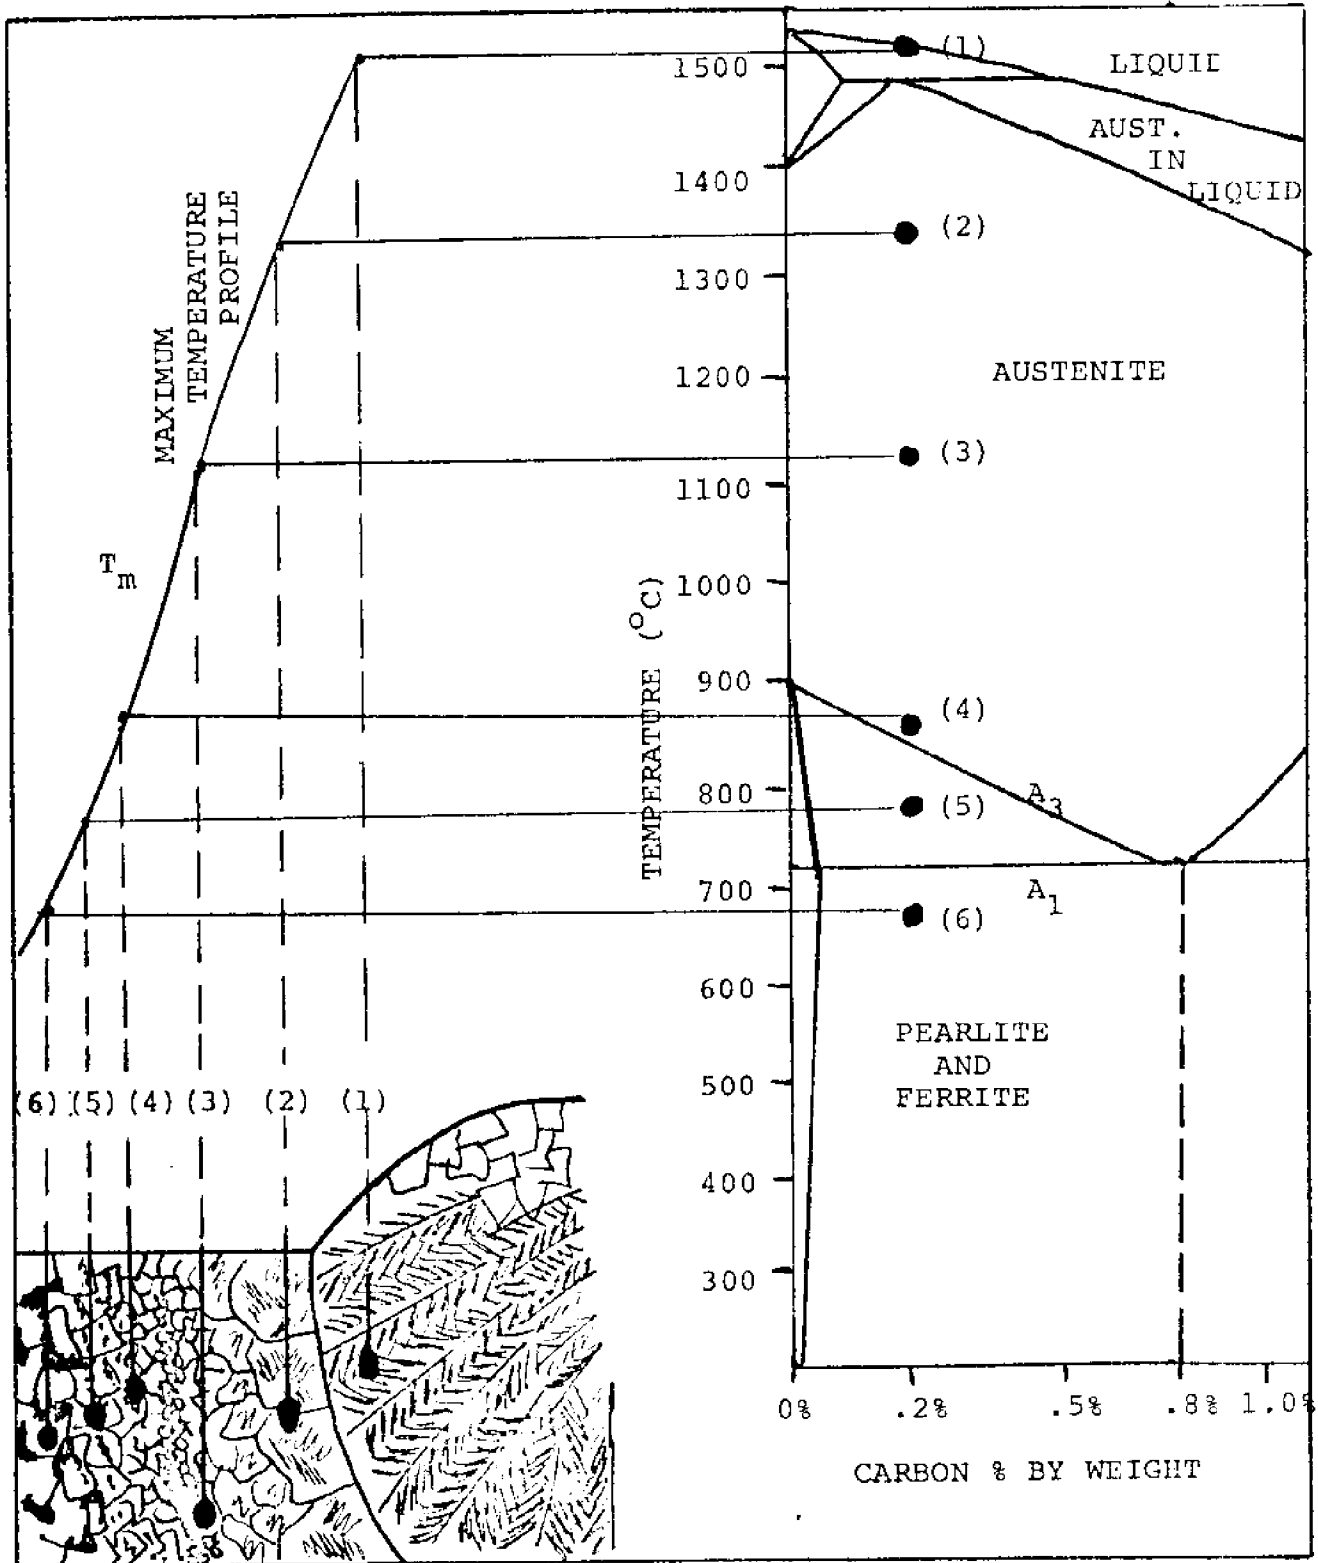 (1)
1500
LIQUID
AUST.
IN
LIQUID
1400
(2)
1300
MAXIMUM
TEMPERATURE
PROFILE
1200
AUSTENITE
(3)
1100
Tm
1000
TEMPERATURE (°C)
900
(4)
800
A3
(5)
700
A1
(6)
600
PEARLITE
AND
FERRITE
500
(6) (5) (4) (3) (2) (1)
400
300
0% .2% .5% .8% 1.0%
CARBON % BY WEIGHT